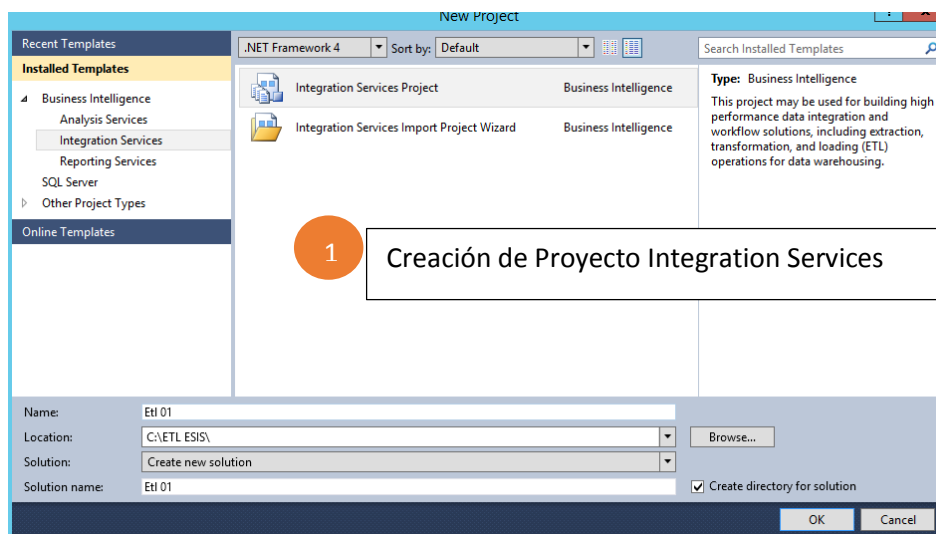 New Project
? x
Recent Templates
Installed Templates
Business Intelligence
Analysis Services
Integration Services
Reporting Services
SQL Server
Other Project Types
Online Templates
.NET Framework 4 Sort by: Default
Integration Services Project Business Intelligence
Integration Services Import Project Wizard Business Intelligence
Search Installed Templates
Type: Business Intelligence
This project may be used for building high
performance data integration and
workflow solutions, including extraction,
transformation, and loading (ETL)
operations for data warehousing.
1
Creación de Proyecto Integration Services
Name: Etl 01
Location: C:\ETL ESIS\ Browse...
Solution: Create new solution
Solution name: Etl 01 Create directory for solution
OK Cancel